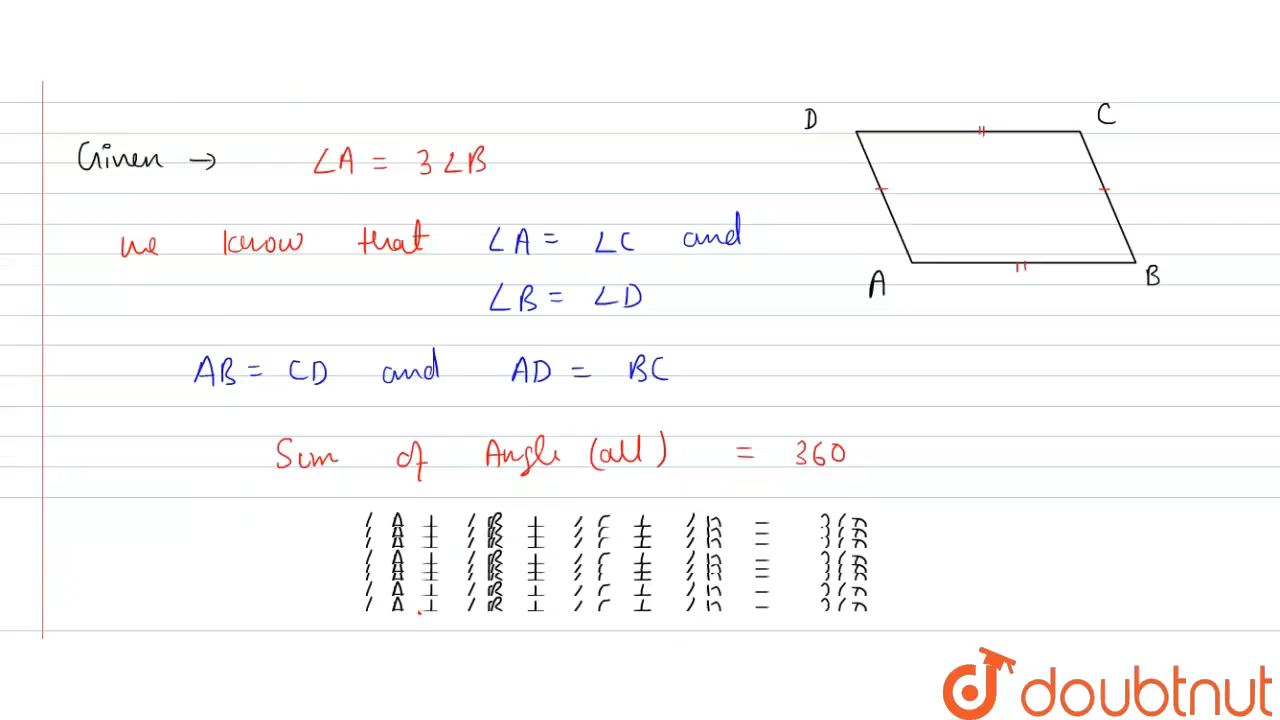 Given → ∠A = 3∠B
we know that ∠A = ∠C and
∠B = ∠D
AB = CD and AD = BC
Sum of Angle (all) = 360
D
C
A
B
doubtnut